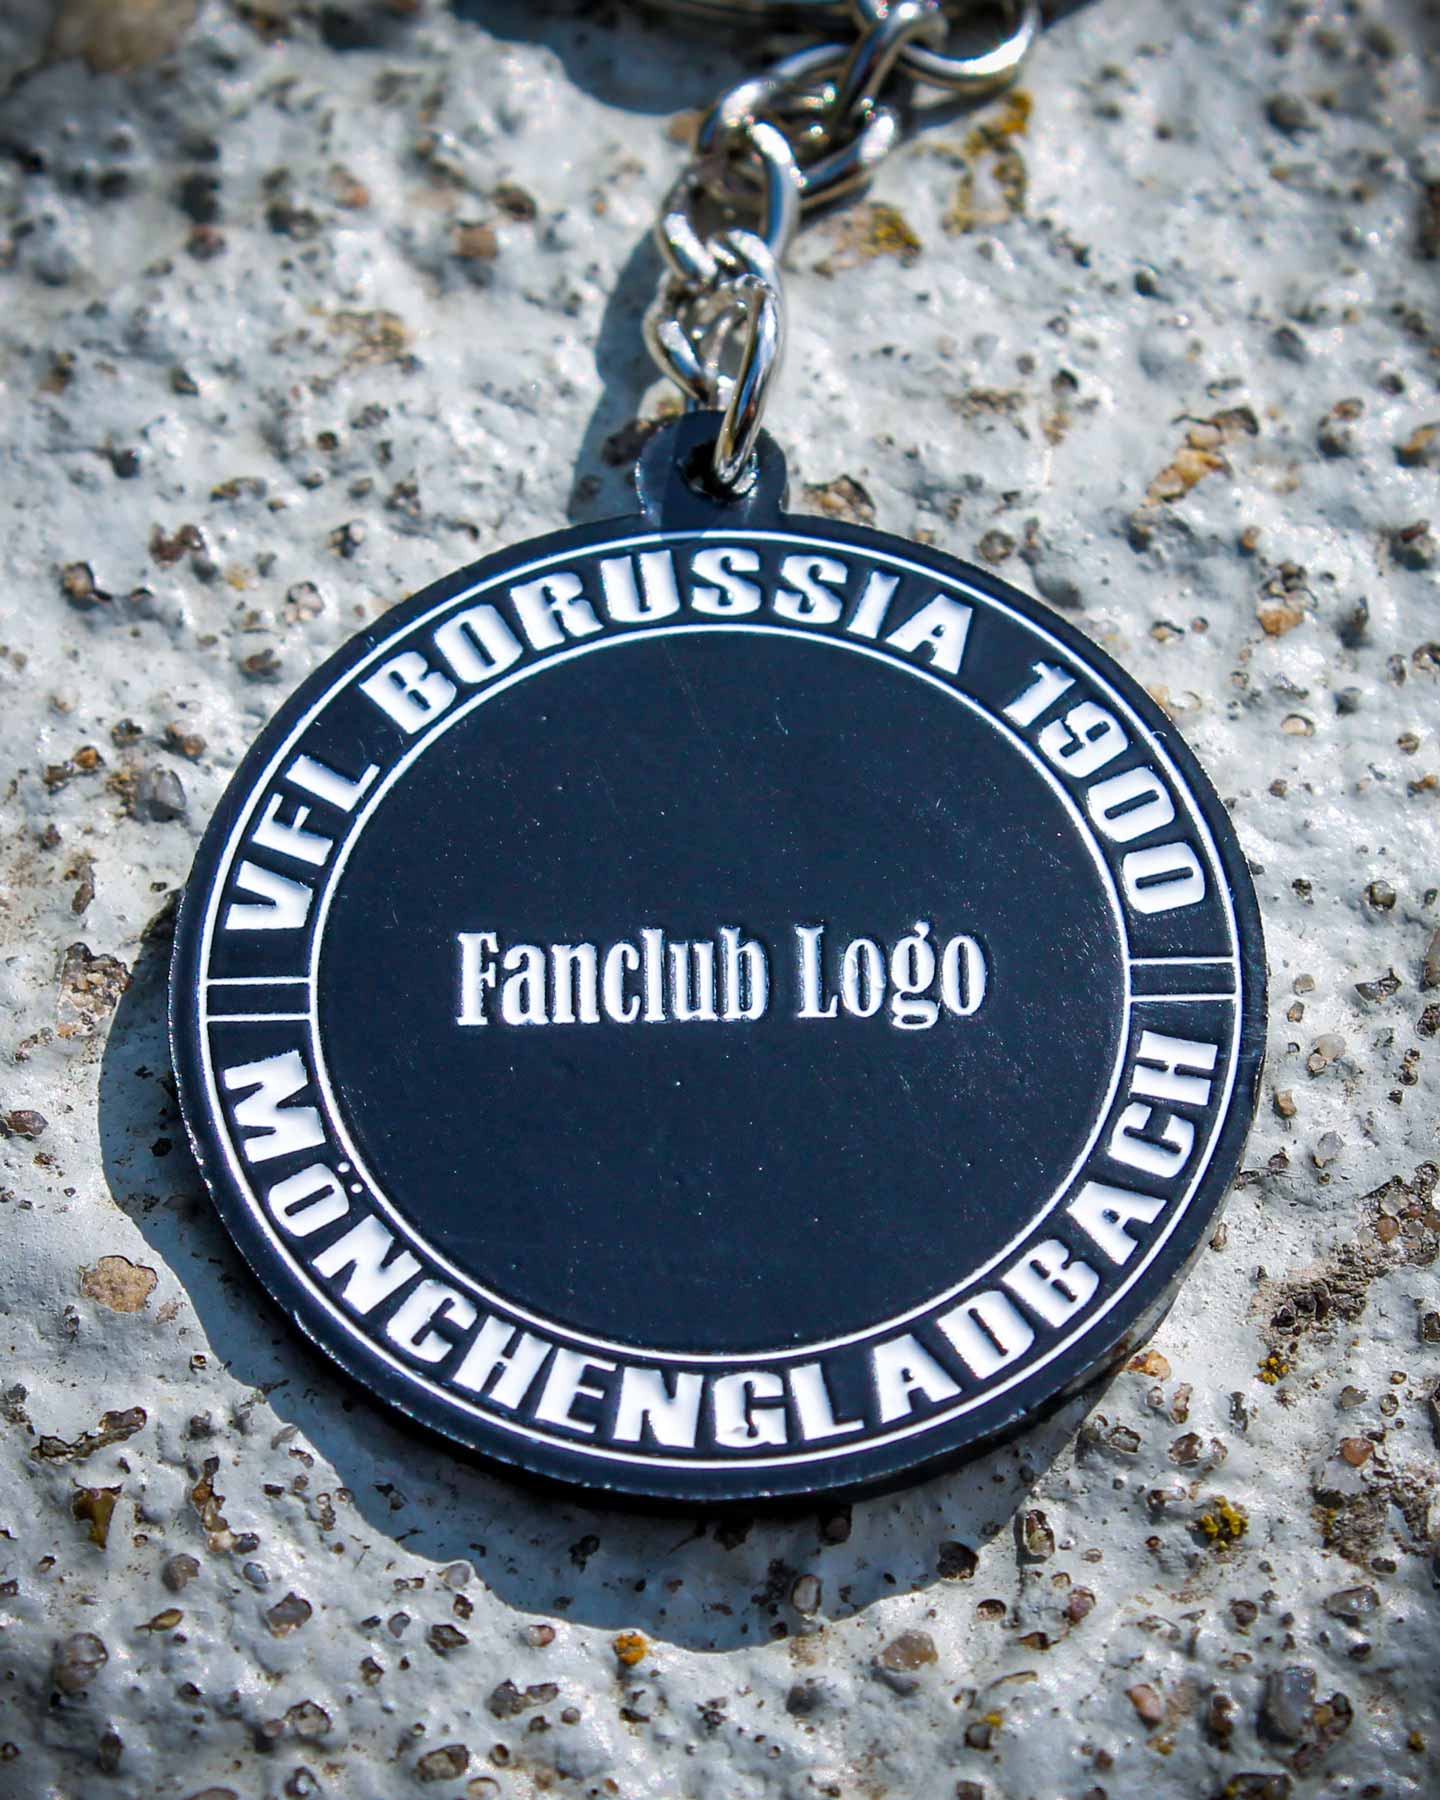 VFL BORUSSIA 1900
Fanclub Logo
MÖNCHENGLADBACH